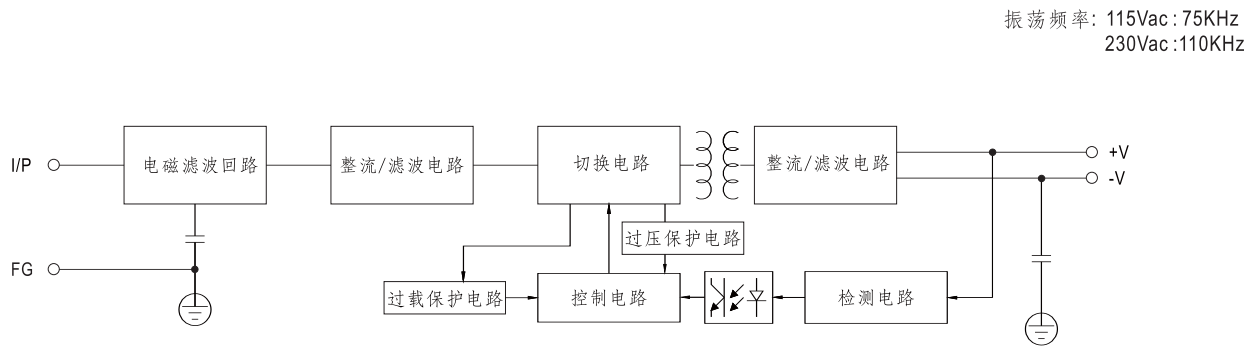 振荡频率: 115Vac : 75KHz
230Vac :110KHz
I/P
电磁滤波回路
整流/滤波电路
切换电路
整流/滤波电路
+V
-V
过压保护电路
FG
过载保护电路
控制电路
检测电路